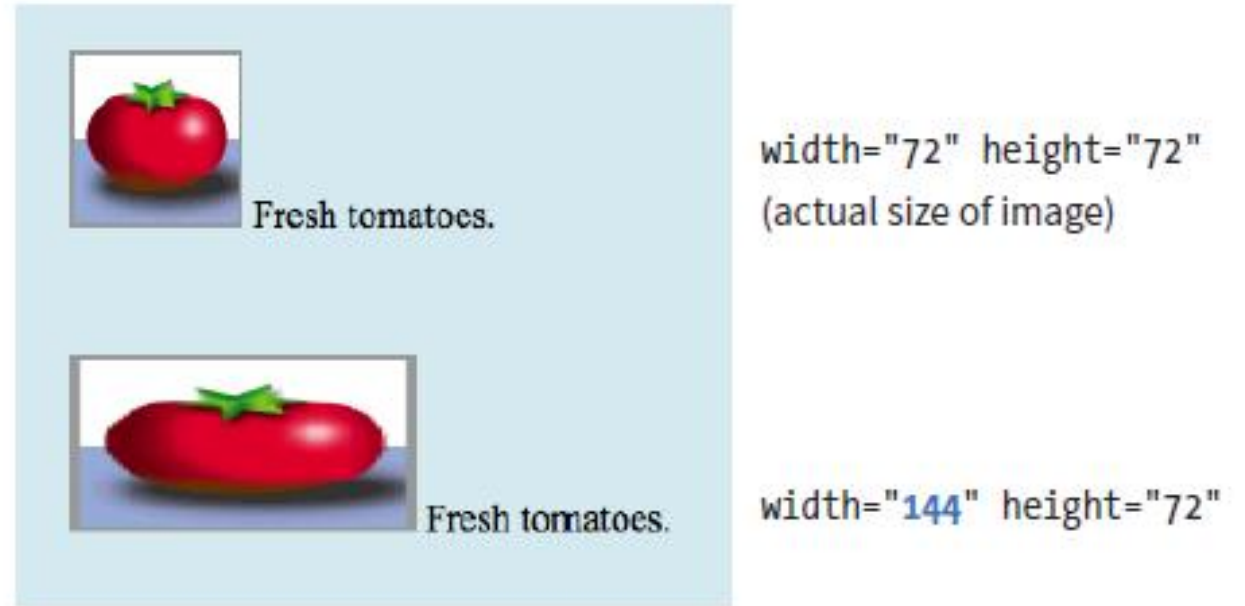 width="72" height="72"
Fresh tomatoes.
(actual size of image)
Fresh tomatoes.
width="144" height="72"